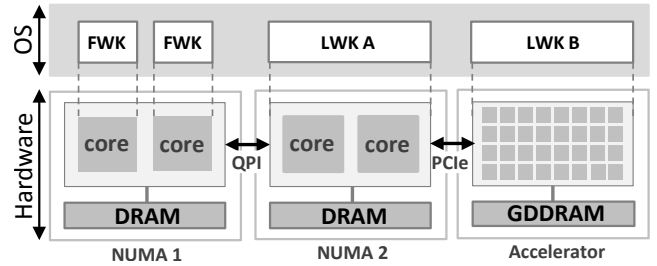 OS
FWK FWK LWK A LWK B
Hardware
core core core core
QPI PCIe
DRAM DRAM GDDRAM
NUMA 1 NUMA 2 Accelerator